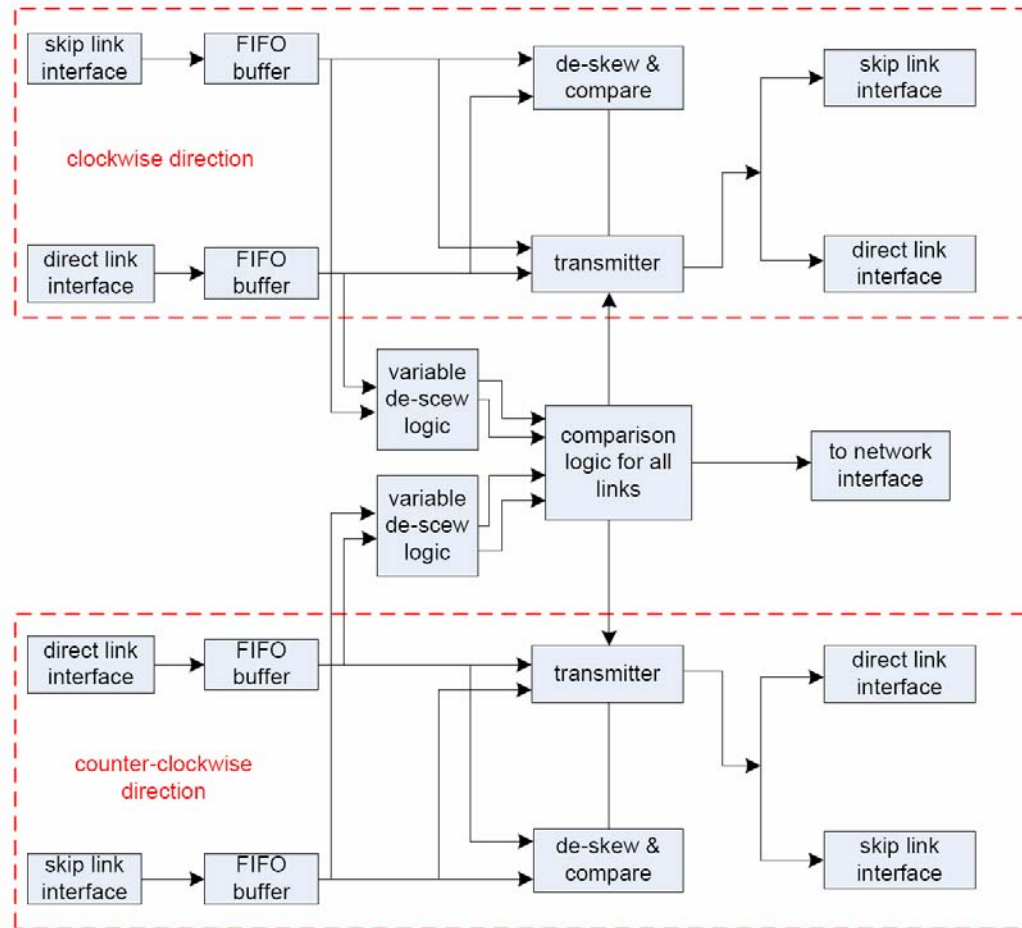 skip link
interface
FIFO
buffer
de-skew &
compare
skip link
interface
clockwise direction
direct link
interface
FIFO
buffer
transmitter
direct link
interface
variable
de-scew
logic
comparison
logic for all
links
to network
interface
variable
de-scew
logic
direct link
interface
FIFO
buffer
transmitter
direct link
interface
counter-clockwise
direction
skip link
interface
FIFO
buffer
de-skew &
compare
skip link
interface